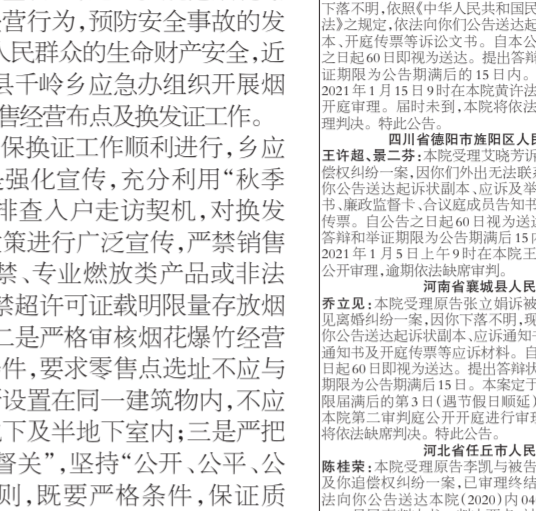 营行为,预防安全事故的发
人民群众的生命财产安全,近
县千岭乡应急办组织开展烟
售经营布点及换发证工作。
保换证工作顺利进行,乡应
强化宣传,充分利用“秋季
排查入户走访契机,对换发
策进行广泛宣传,严禁销售
禁、专业燃放类产品或非法
禁超许可证载明限量存放烟
二是严格审核烟花爆竹经营
件,要求零售点选址不应与
设置在同一建筑物内,不应
下及半地下室内;三是严把
督关”,坚持“公开、公平、公
则,既要严格条件,保证质
下落不明,依照《中华人民共和国民
法》之规定,依法向你们公告送达起
本、开庭传票等诉讼文书。自本公
之日起60日即视为送达。提出答辩
证期限为公告期满后的15日内。
2021年1月15日9时在本院黄许法
开庭审理。届时未到,本院将依法
理判决。特此公告。
四川省德阳市旌阳区人民
王许超、景二芬:本院受理艾晓芳诉
偿权纠纷一案,因你们外出无法联系
你公告送达起诉状副本、应诉及举
书、廉政监督卡、合议庭成员告知书
传票。自公告之日起60日视为送达
答辩和举证期限为公告期满后15内
2021年1月5日上午9时在本院王
公开审理,逾期依法缺席审判。
河南省襄城县人民
乔立见:本院受理原告张立娟诉被
见离婚纠纷一案,因你下落不明,现
你公告送达起诉状副本、应诉通知书
通知书及开庭传票等应诉材料。自
日起60日即视为送达。提出答辩状
期限为公告期满后15日。本案定于
限届满后的第3日(遇节假日顺延)
本院第二审判庭公开开庭进行审理
将依法缺席判决。特此公告。
河北省任丘市人民
陈桂荣:本院受理原告李凯与被告
及你追偿权纠纷一案,已审理终结
法向你公告送达本院(2020)内04